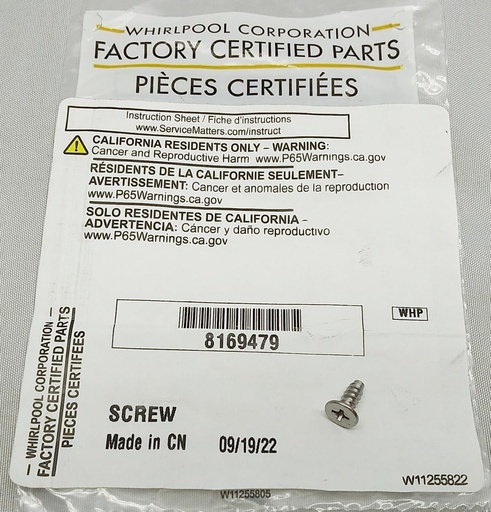 WHIRLPOOL CORPORATION
FACTORY CERTIFIED PARTS
PIÈCES CERTIFIÉES
Instruction Sheet / Fiche d'instructions
www.ServiceMatters.com/instruct
CALIFORNIA RESIDENTS ONLY – WARNING:
Cancer and Reproductive Harm www.P65Warnings.ca.gov
RÉSIDENTS DE LA CALIFORNIE SEULEMENT–
AVERTISSEMENT: Cancer et anomales de la reproduction
www.P65Warnings.ca.gov
SOLO RESIDENTES DE CALIFORNIA –
ADVERTENCIA: Cáncer y daño reproductivo
www.P65Warnings.ca.gov
WHP
8169479
SCREW
Made in CN 09/19/22
– WHIRLPOOL CORPORATION –
FACTORY CERTIFIED PARTS
PIÈCES CERTIFIEES
W11255822
W11255805